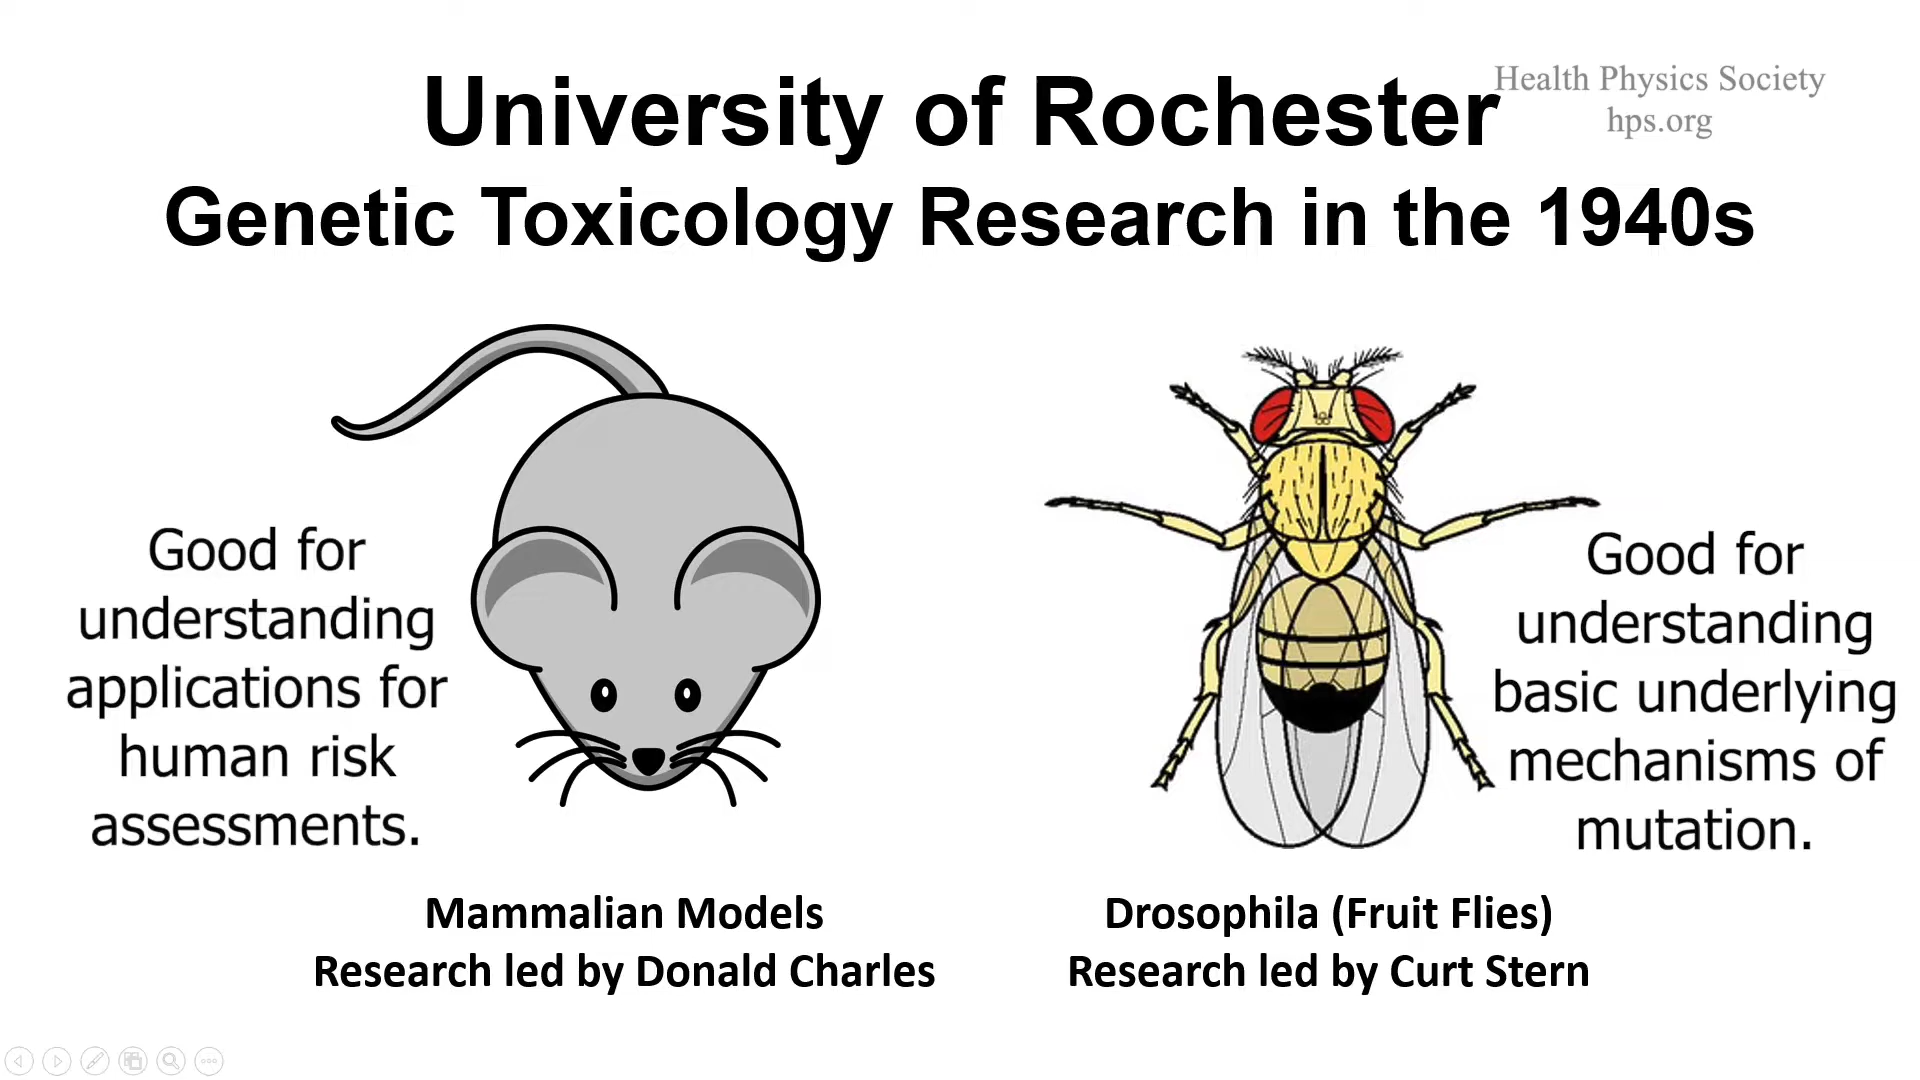 University of Rochester
Health Physics Society
hps.org
Genetic Toxicology Research in the 1940s
Good for
understanding
applications for
human risk
assessments.
Good for
understanding
basic underlying
mechanisms of
mutation.
Mammalian Models
Research led by Donald Charles
Drosophila (Fruit Flies)
Research led by Curt Stern